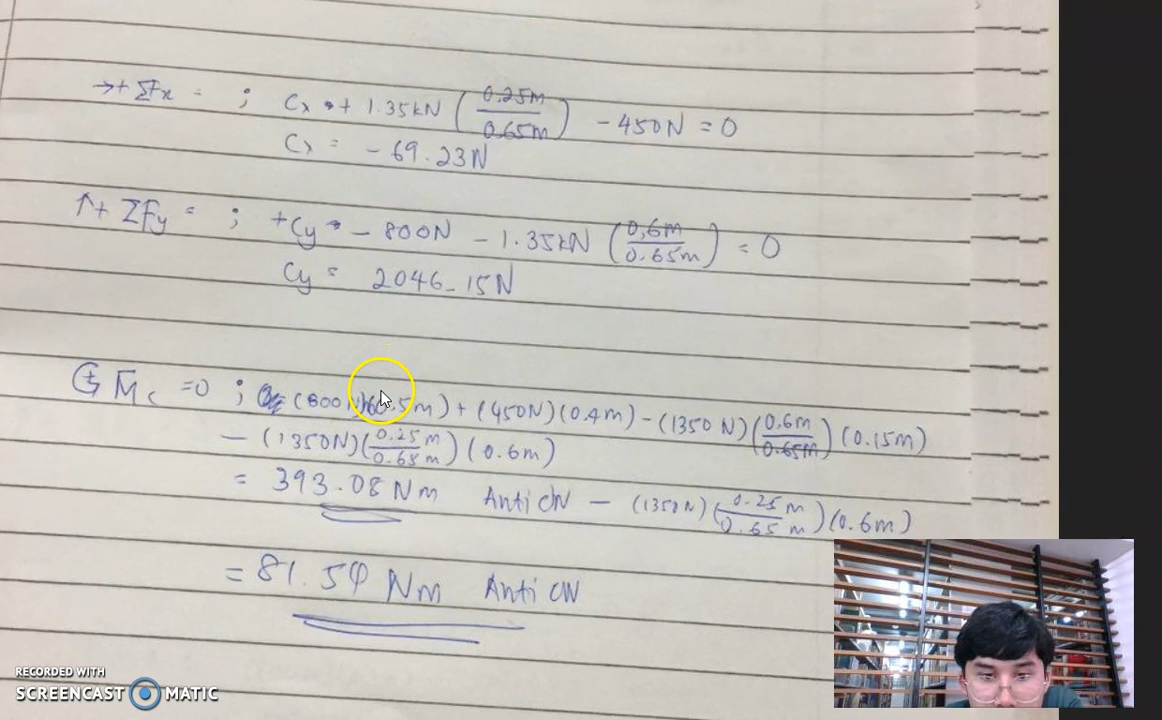 →+ ΣFx = ; Cx + 1.35kN (0.25m/0.65m) - 450N = 0
Cx = - 69.23N
↑+ ΣFy = ; +Cy - 800N - 1.35kN (0.6m/0.65m) = 0
Cy = 2046.15N
Mc =0 ; (800N) .5m) + (450N)(0.4m) - (1350N)(0.6m/0.65m)(0.15m)
- (1350N)(0.25m/0.65m)(0.6m)
= 393.08 Nm Anti CW - (1350N)(0.25m/0.65m)(0.6m)
= 81.54 Nm Anti CW
RECORDED WITH
SCREENCAST MATIC